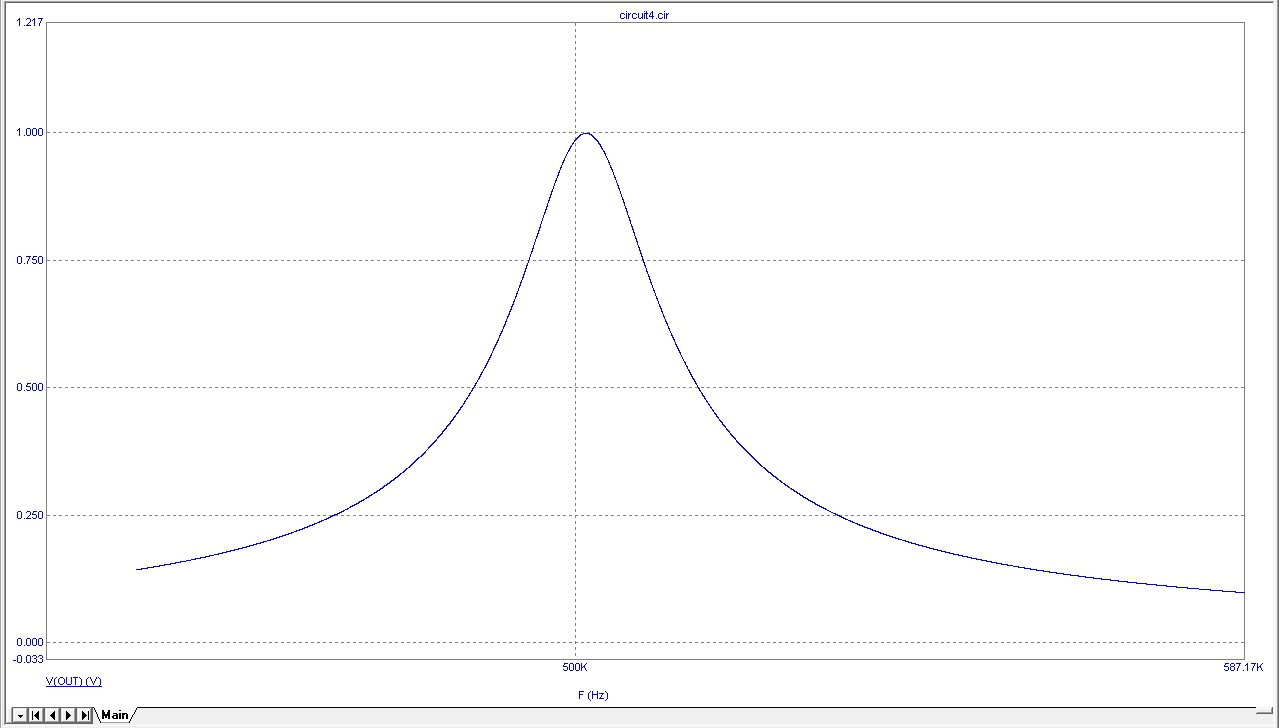 circuit4.cir
1.217
1.000
0.750
0.500
0.250
0.000
-0.033
500K
587.17K
V(OUT) (V)
F (Hz)
Main